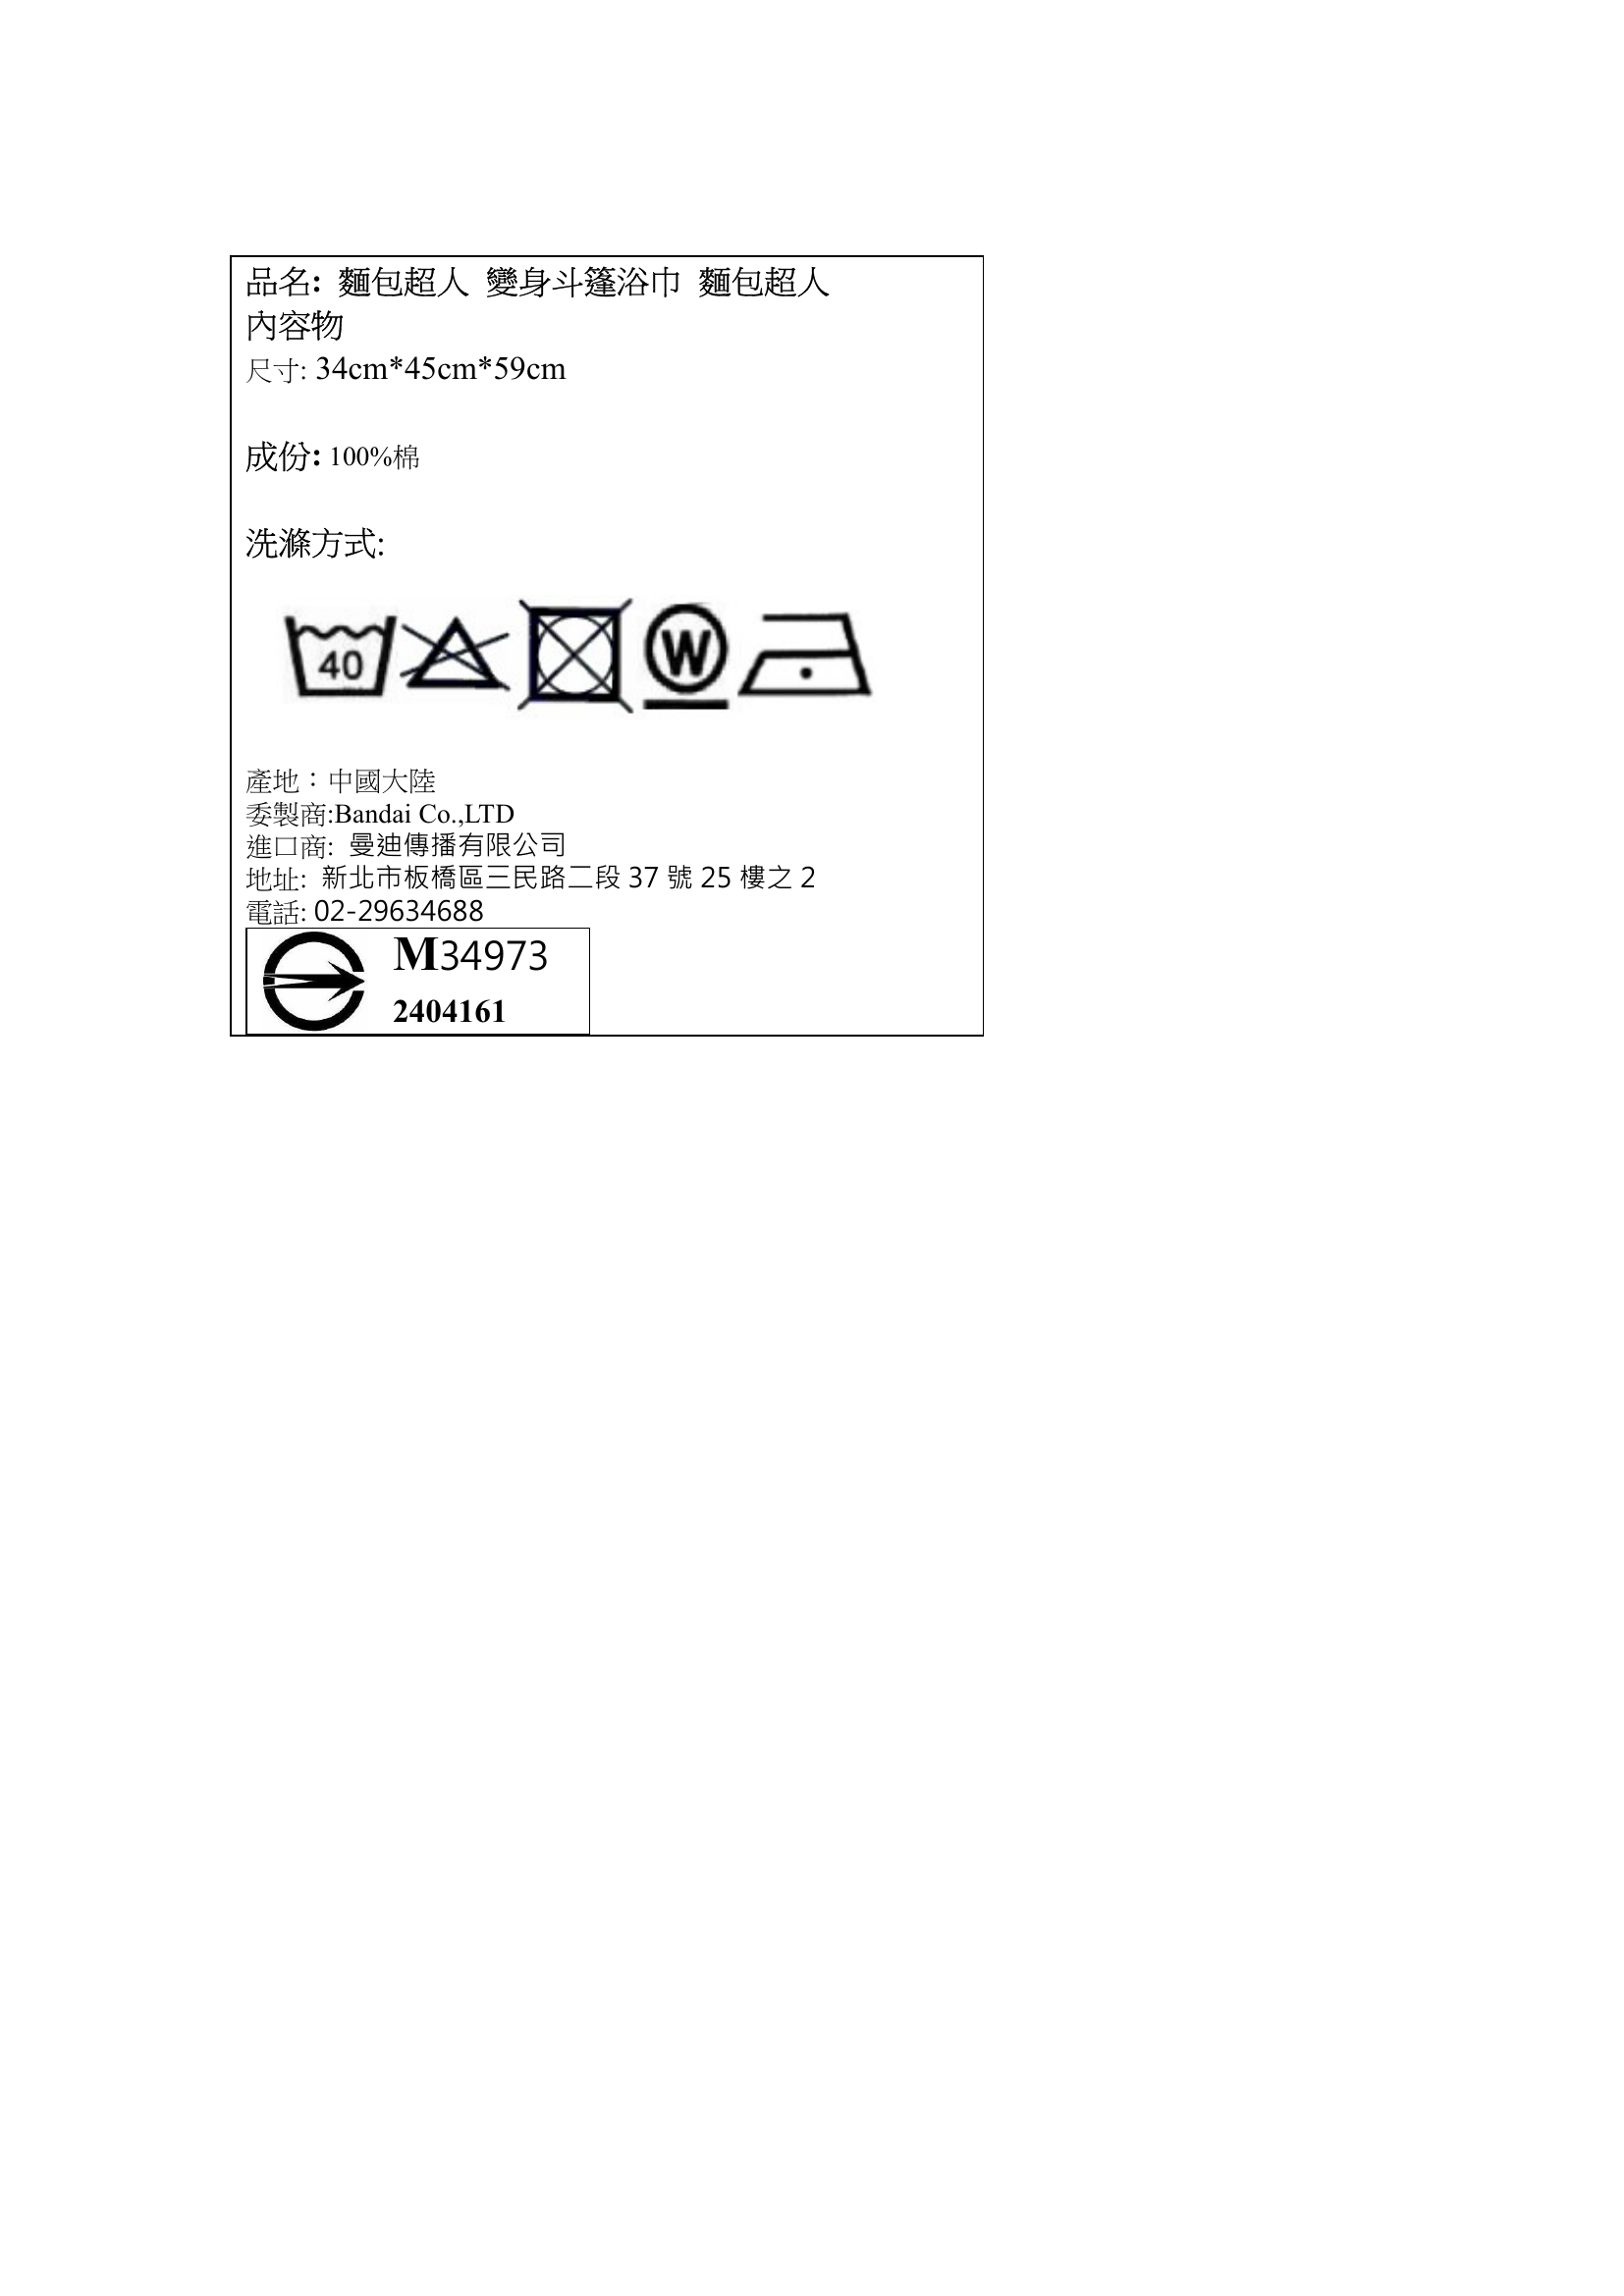 品名: 麵包超人 變身斗篷浴巾 麵包超人
內容物
尺寸: 34cm*45cm*59cm
成份: 100%棉
洗滌方式:
40
W
產地：中國大陸
委製商:Bandai Co.,LTD
進口商: 曼迪傳播有限公司
地址: 新北市板橋區三民路二段 37 號 25 樓之 2
電話: 02-29634688
M34973
2404161